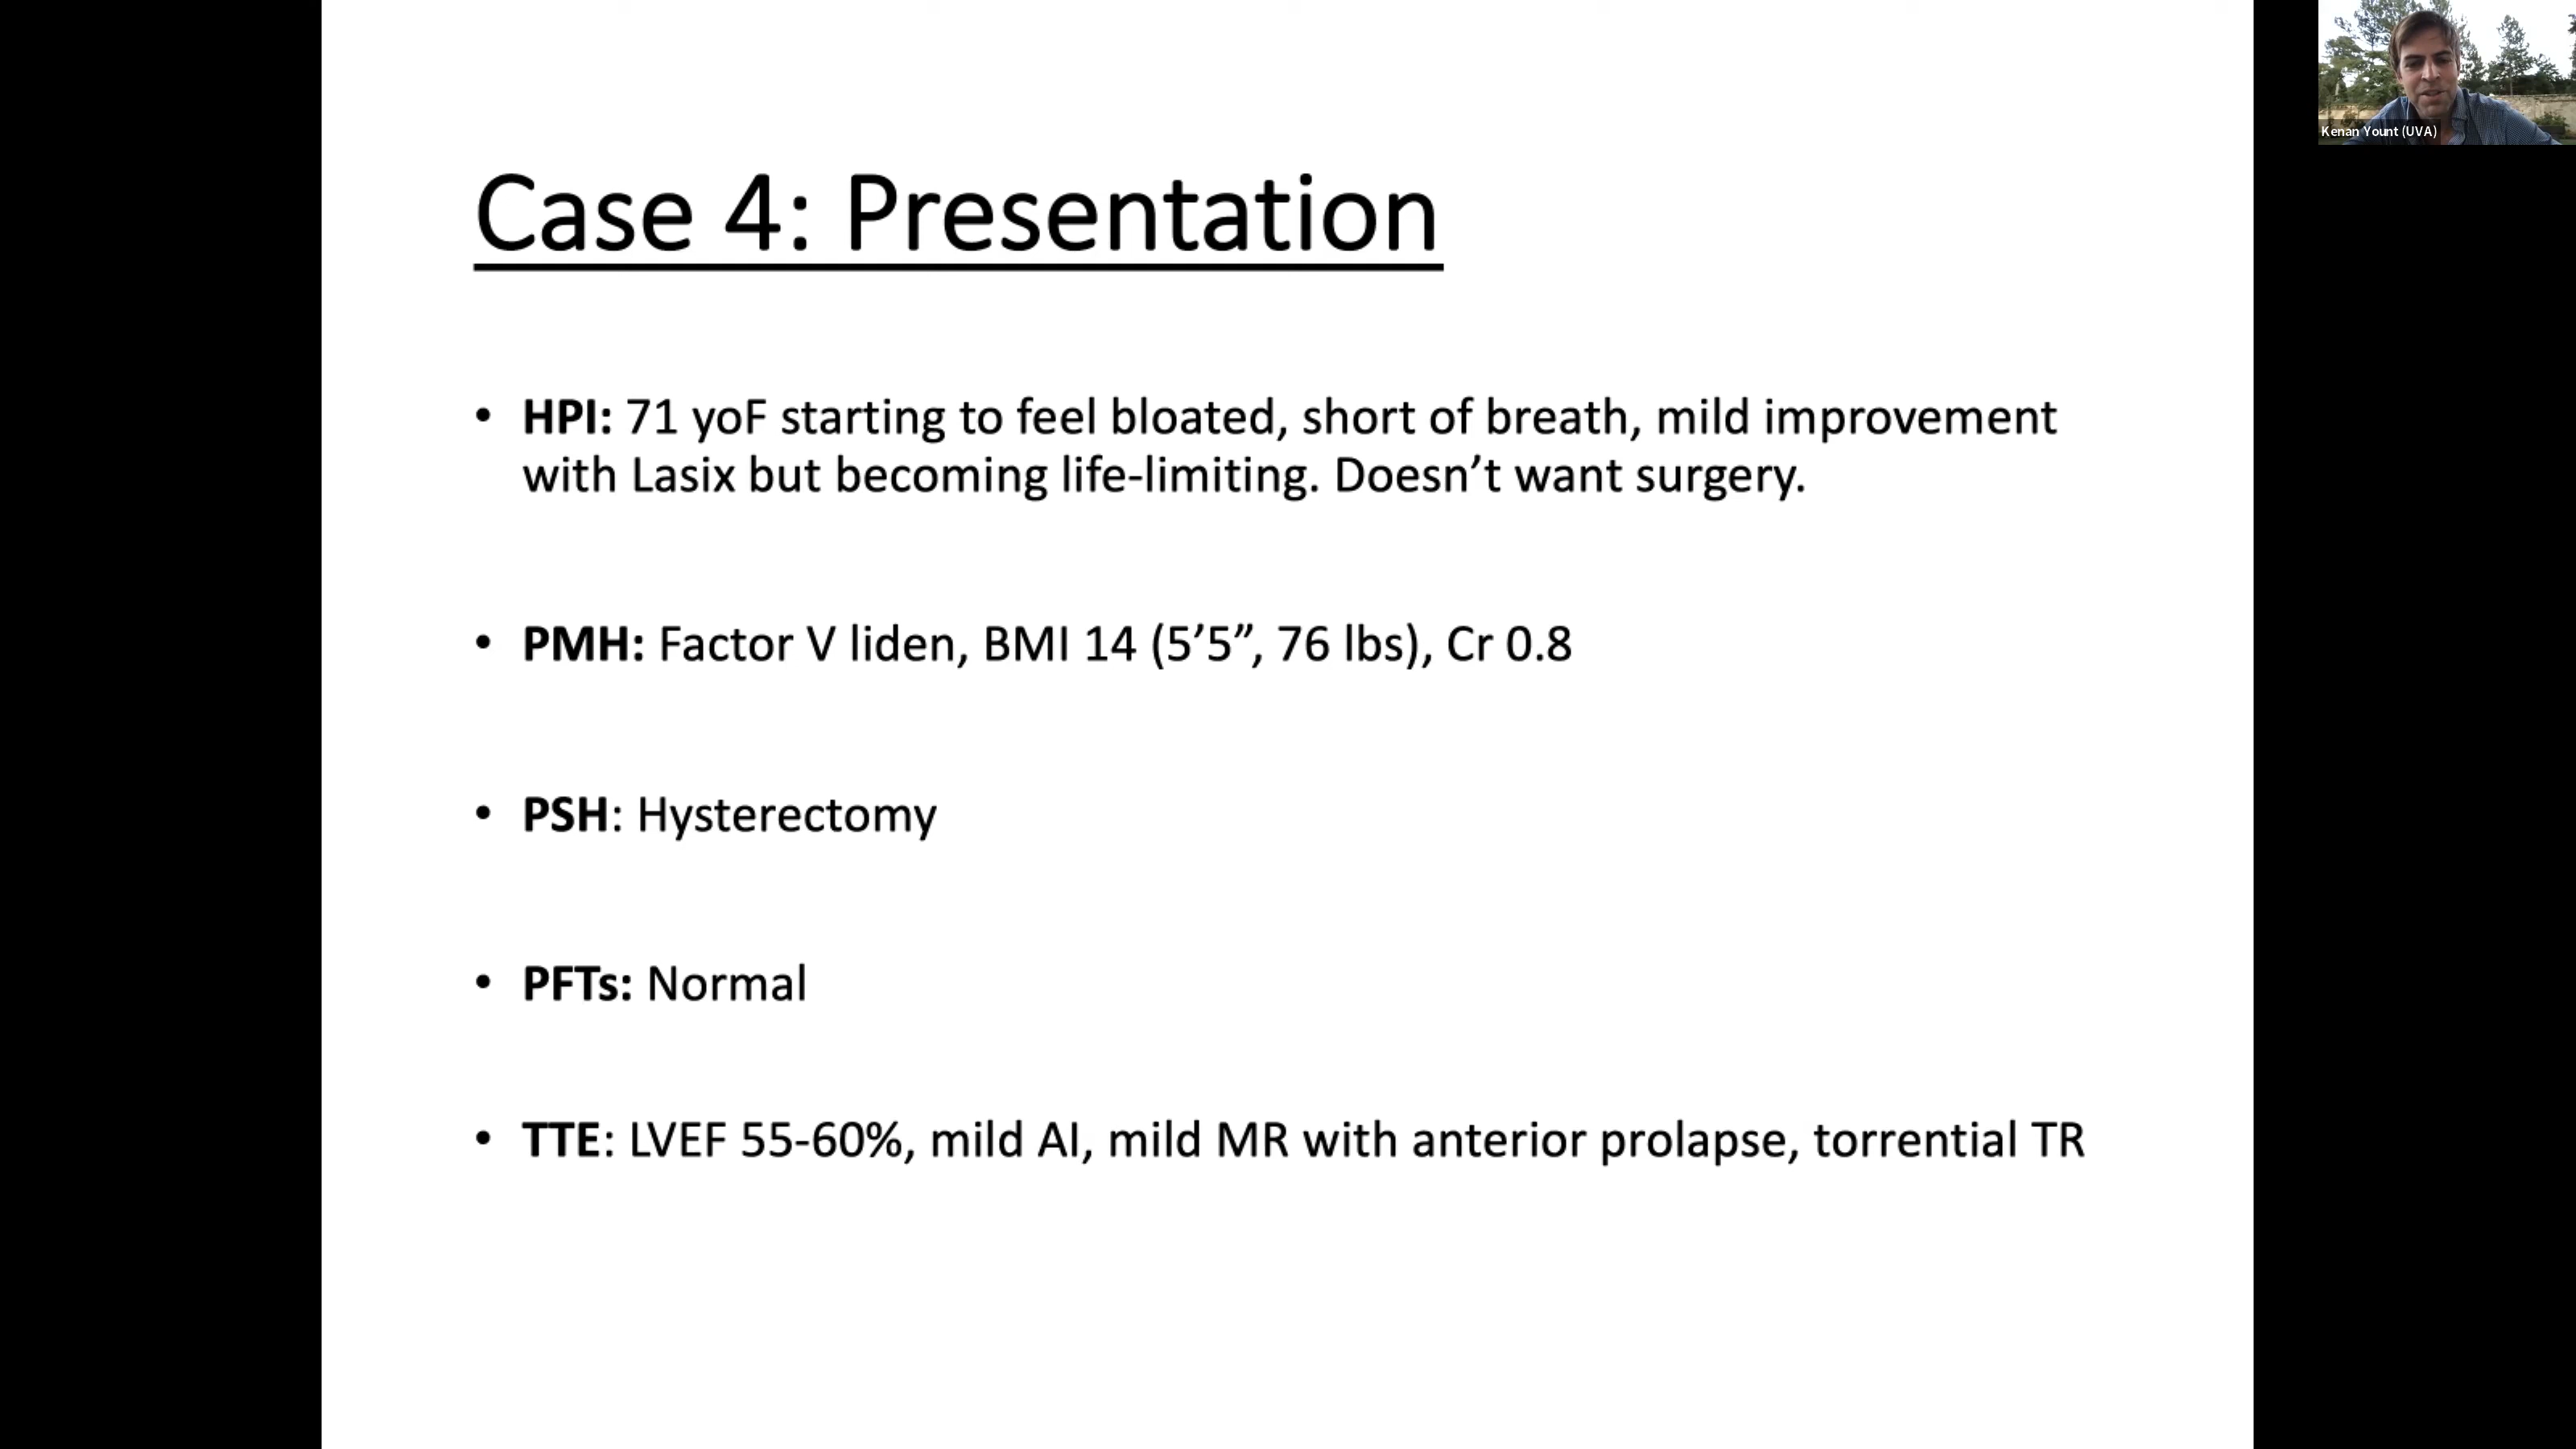 Case 4: Presentation
• HPI: 71 yoF starting to feel bloated, short of breath, mild improvement
with Lasix but becoming life-limiting. Doesn’t want surgery.
• PMH: Factor V liden, BMI 14 (5’5”, 76 lbs), Cr 0.8
• PSH: Hysterectomy
• PFTs: Normal
• TTE: LVEF 55-60%, mild AI, mild MR with anterior prolapse, torrential TR
Kenan Yount (UVA)